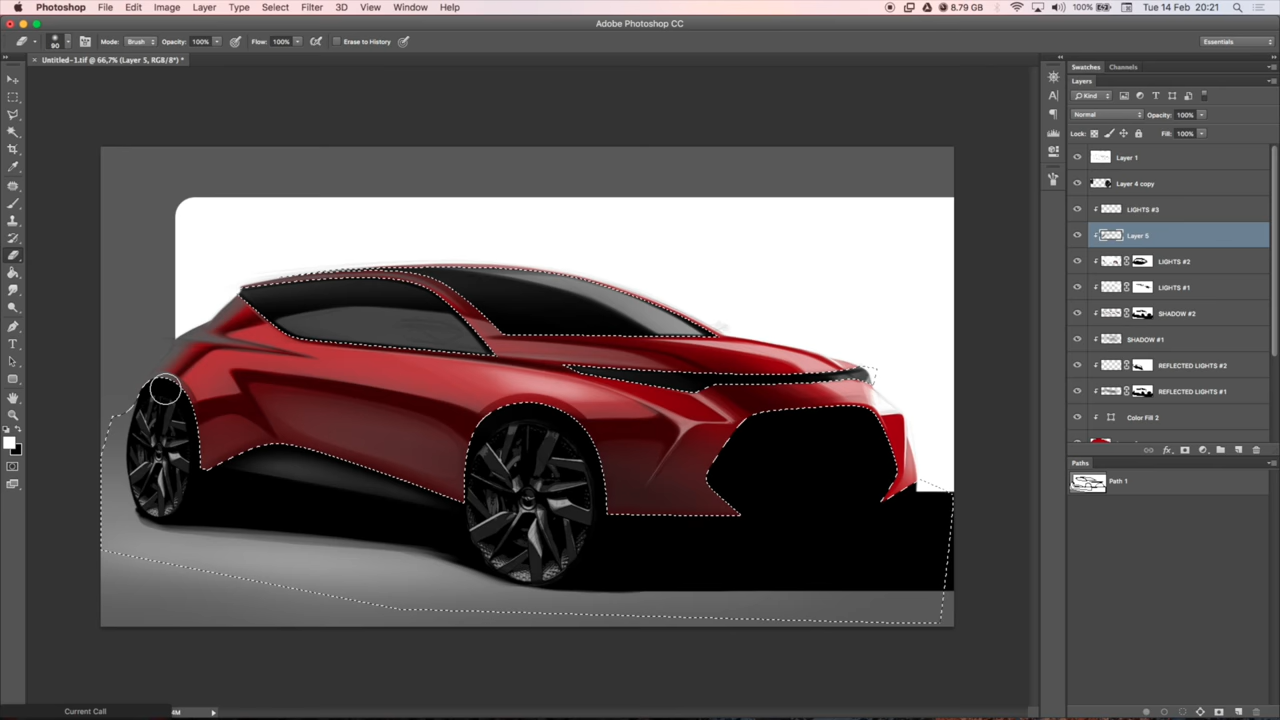 Photoshop File Edit Image Layer Type Select Filter 3D View Window Help 8.79 GB 100% Tue 14 Feb 20:21
Adobe Photoshop CC
90 Mode: Brush Opacity: 100% Flow: 100% Erase to History Essentials
Untitled-1.tif @ 66,7% (Layer 5, RGB/8*) *
Swatches Channels
Layers
Kind
Normal Opacity: 100%
Lock: Fill: 100%
Layer 1
Layer 4 copy
LIGHTS #3
Layer 5
LIGHTS #2
LIGHTS #1
SHADOW #2
SHADOW #1
REFLECTED LIGHTS #2
REFLECTED LIGHTS #1
Color Fill 2
fx
Paths
Path 1
Current Call 4M